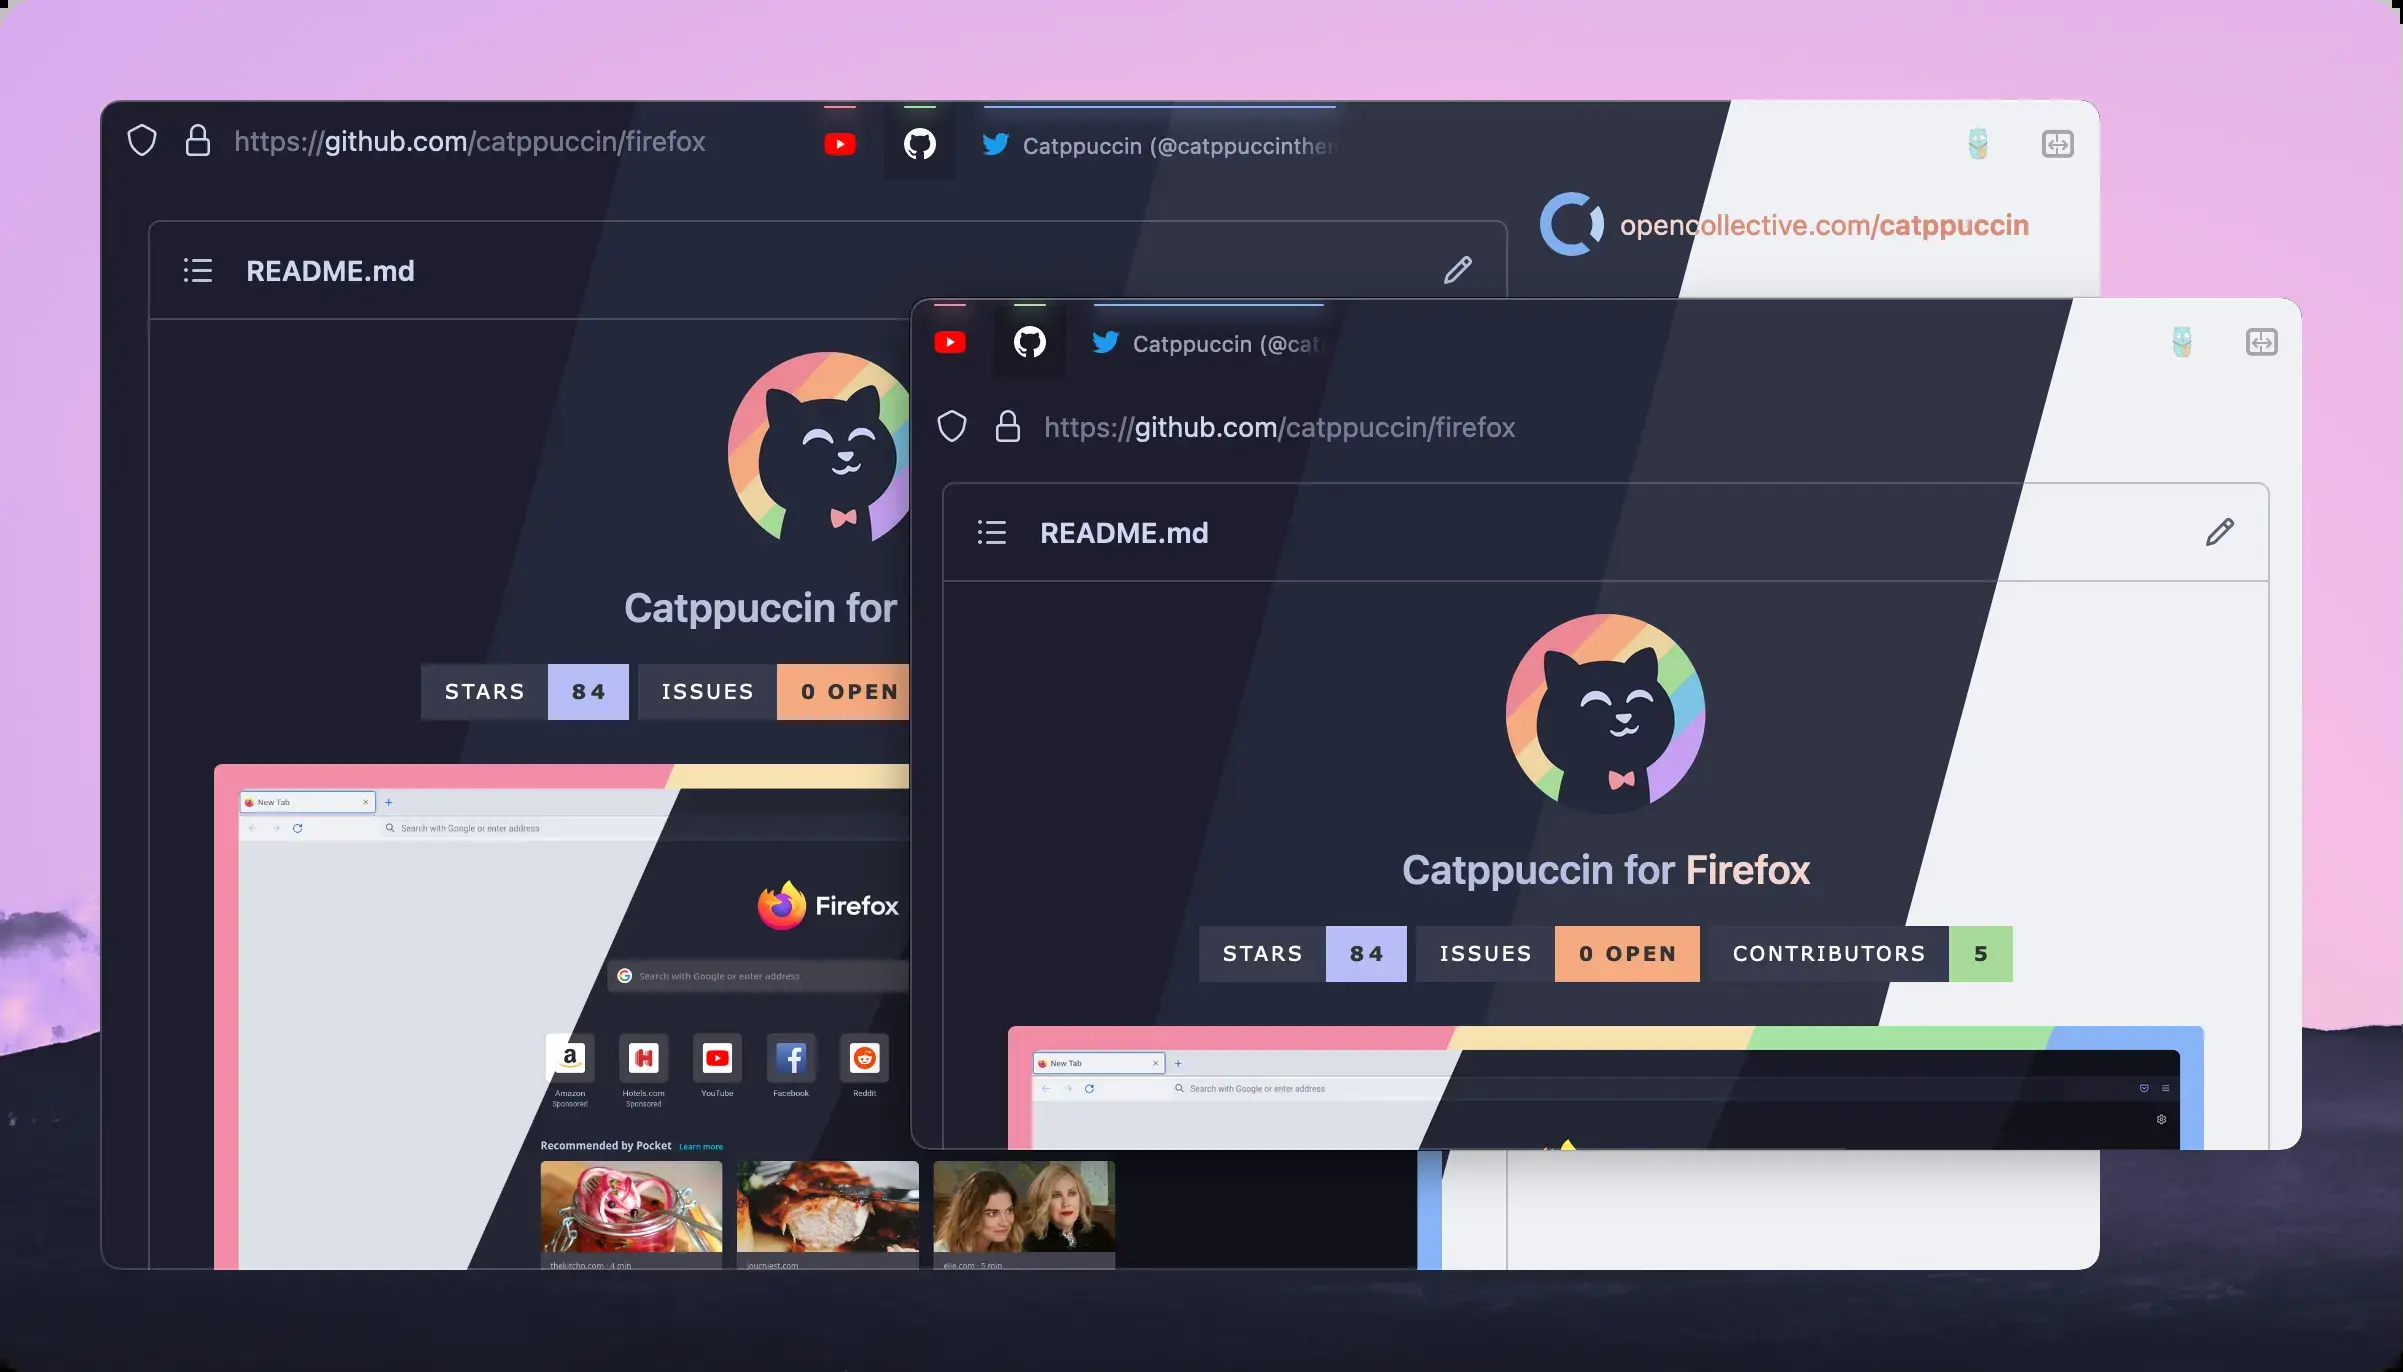 https://github.com/catppuccin/firefox
Catppuccin (@catppuccinther
opencollective.com/catppuccin
README.md
Catppuccin for
STARS 84 ISSUES 0 OPEN
New Tab
Search with Google or enter address
Firefox
Search with Google or enter address
a
Amazon
Sponsored
Hotels.com
Sponsored
YouTube
Facebook
Reddit
Recommended by Pocket Learn more
thekitchn.com · 4 min
journiest.com
elle.com · 5 min
Catppuccin (@cat
https://github.com/catppuccin/firefox
README.md
Catppuccin for Firefox
STARS 84 ISSUES 0 OPEN CONTRIBUTORS 5
New Tab
Search with Google or enter address